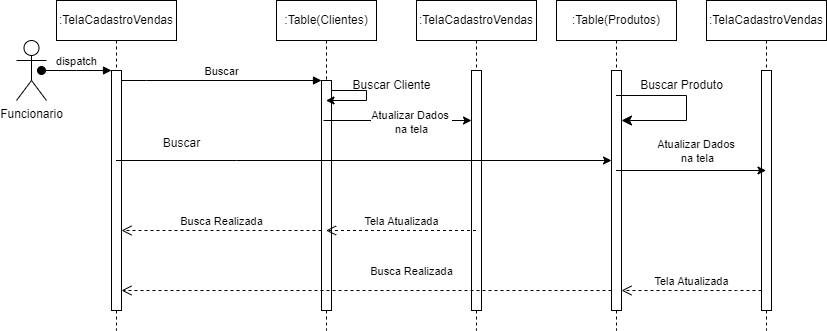 :TelaCadastroVendas
:Table(Clientes)
:TelaCadastroVendas
:Table(Produtos)
:TelaCadastroVendas
dispatch
Funcionario
Buscar
Buscar Cliente
Buscar Produto
Atualizar Dados
na tela
Buscar
Atualizar Dados
na tela
Busca Realizada
Tela Atualizada
Busca Realizada
Tela Atualizada